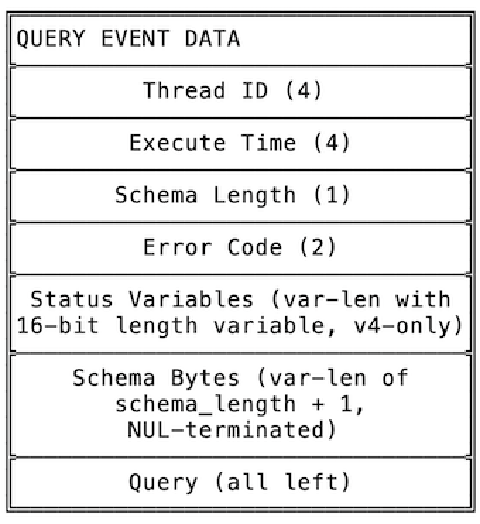 QUERY EVENT DATA
Thread ID (4)
Execute Time (4)
Schema Length (1)
Error Code (2)
Status Variables (var-len with
16-bit length variable, v4-only)
Schema Bytes (var-len of
schema_length + 1,
NUL-terminated)
Query (all left)